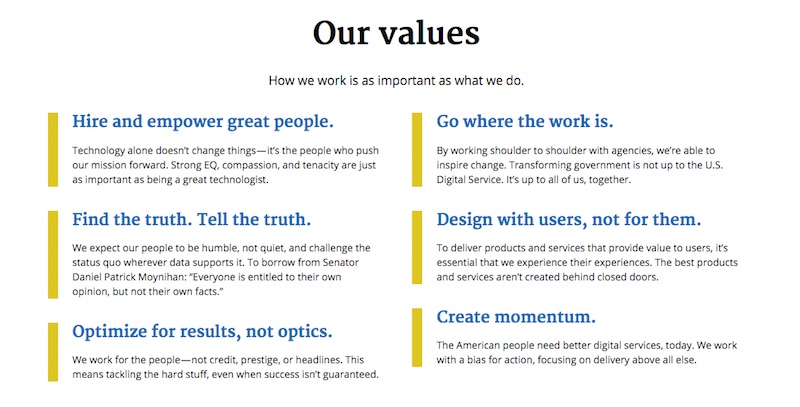 Our values
How we work is as important as what we do.
Hire and empower great people.
Technology alone doesn’t change things—it’s the people who push
our mission forward. Strong EQ, compassion, and tenacity are just
as important as being a great technologist.
Find the truth. Tell the truth.
We expect our people to be humble, not quiet, and challenge the
status quo wherever data supports it. To borrow from Senator
Daniel Patrick Moynihan: “Everyone is entitled to their own
opinion, but not their own facts.”
Optimize for results, not optics.
We work for the people—not credit, prestige, or headlines. This
means tackling the hard stuff, even when success isn’t guaranteed.
Go where the work is.
By working shoulder to shoulder with agencies, we’re able to
inspire change. Transforming government is not up to the U.S.
Digital Service. It’s up to all of us, together.
Design with users, not for them.
To deliver products and services that provide value to users, it’s
essential that we experience their experiences. The best products
and services aren’t created behind closed doors.
Create momentum.
The American people need better digital services, today. We work
with a bias for action, focusing on delivery above all else.